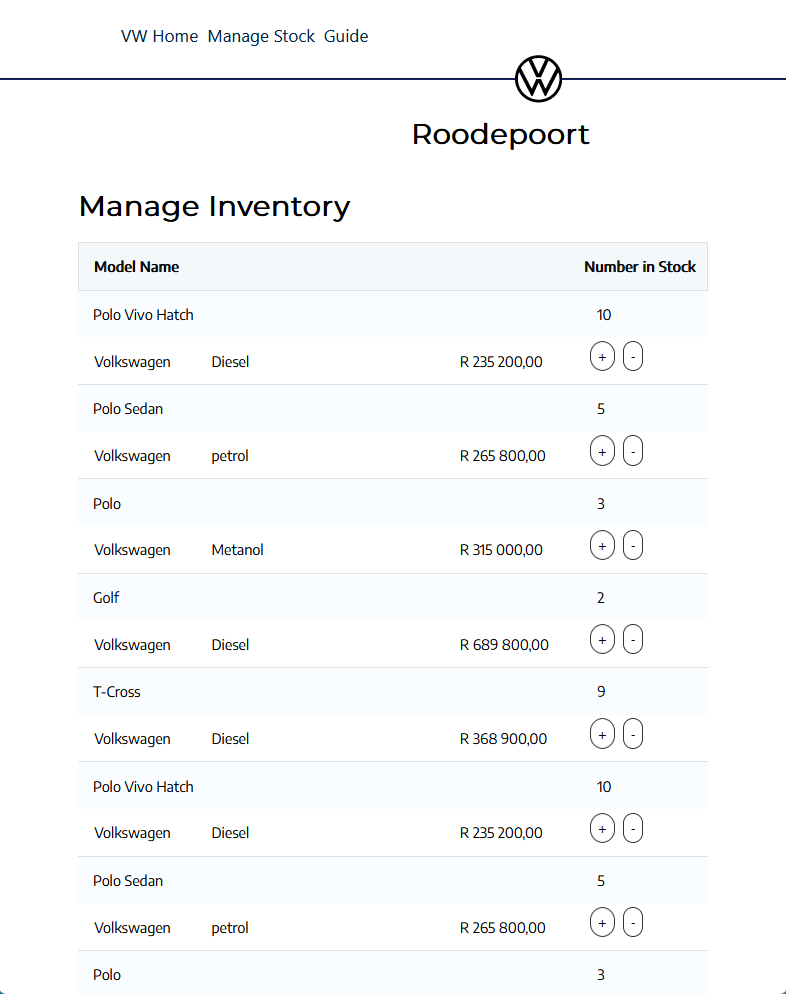 VW Home Manage Stock Guide
Roodepoort
Manage Inventory
Model Name Number in Stock
Polo Vivo Hatch 10
Volkswagen Diesel R 235 200,00 + -
Polo Sedan 5
Volkswagen petrol R 265 800,00 + -
Polo 3
Volkswagen Metanol R 315 000,00 + -
Golf 2
Volkswagen Diesel R 689 800,00 + -
T-Cross 9
Volkswagen Diesel R 368 900,00 + -
Polo Vivo Hatch 10
Volkswagen Diesel R 235 200,00 + -
Polo Sedan 5
Volkswagen petrol R 265 800,00 + -
Polo 3